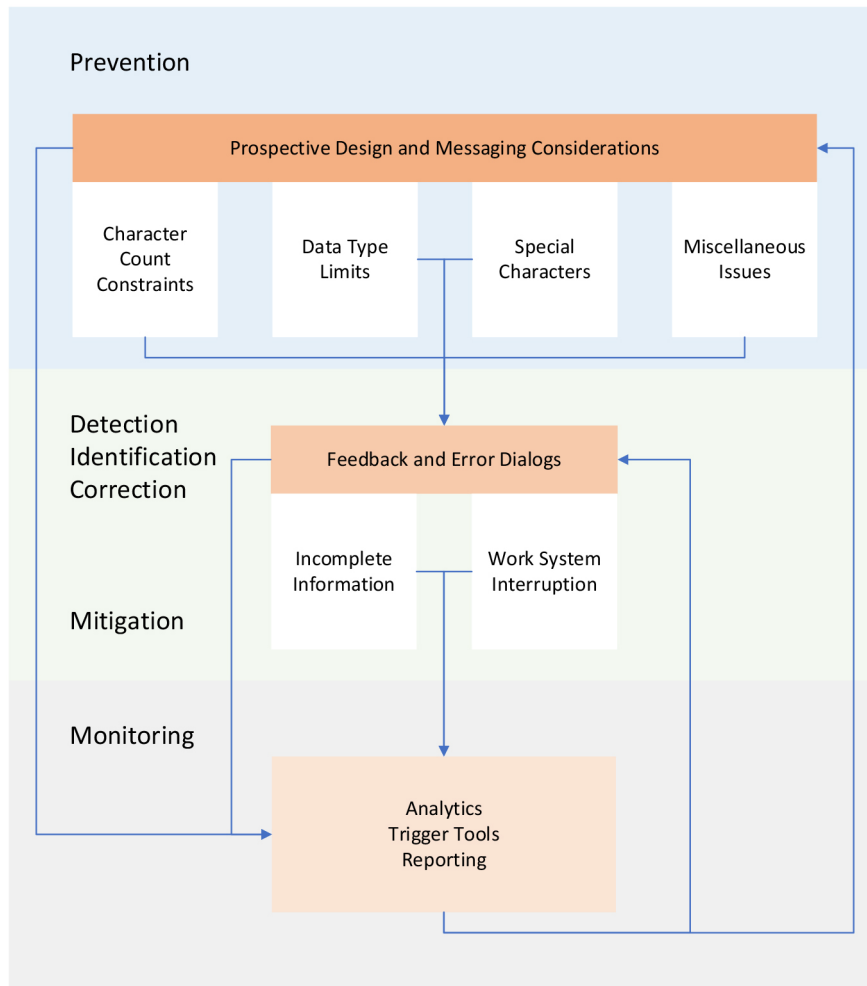 Prevention
Prospective Design and Messaging Considerations
Character
Count
Constraints
Data Type
Limits
Special
Characters
Miscellaneous
Issues
Detection
Identification
Correction
Feedback and Error Dialogs
Incomplete
Information
Work System
Interruption
Mitigation
Monitoring
Analytics
Trigger Tools
Reporting